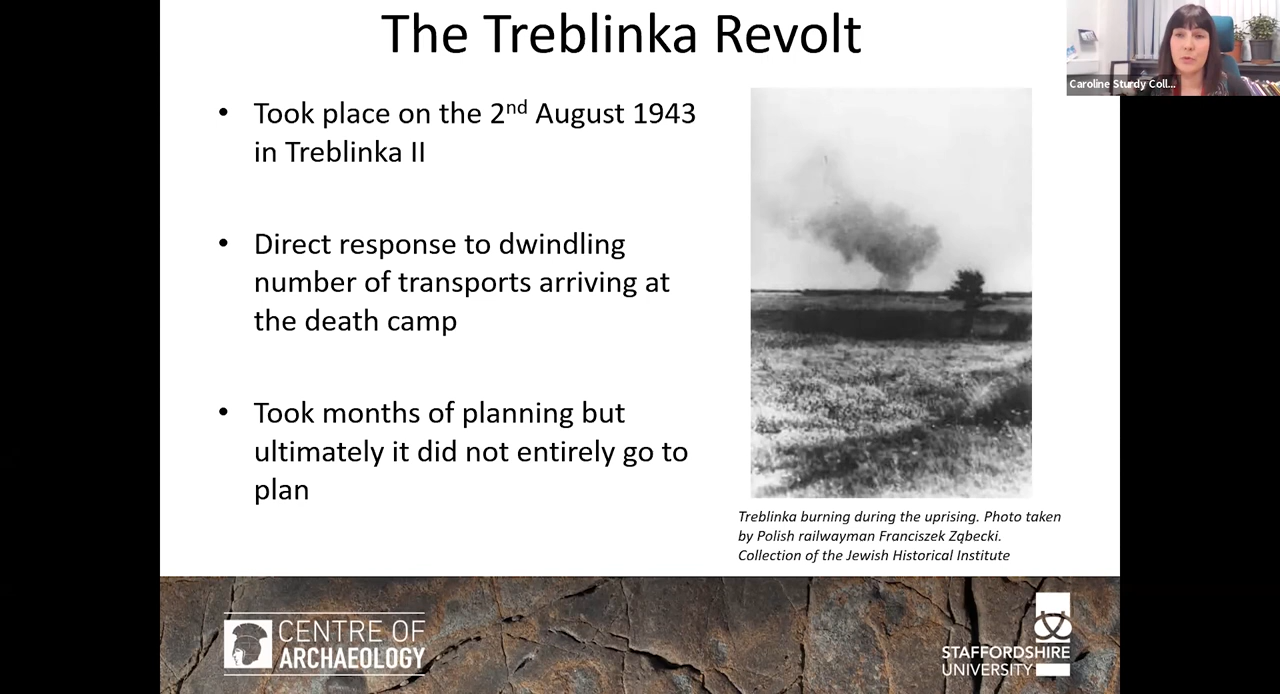 The Treblinka Revolt
Caroline Sturdy Coll...
• Took place on the 2nd August 1943
in Treblinka II
• Direct response to dwindling
number of transports arriving at
the death camp
• Took months of planning but
ultimately it did not entirely go to
plan
Treblinka burning during the uprising. Photo taken
by Polish railwayman Franciszek Ząbecki.
Collection of the Jewish Historical Institute
CENTRE OF
ARCHAEOLOGY
STAFFORDSHIRE
UNIVERSITY